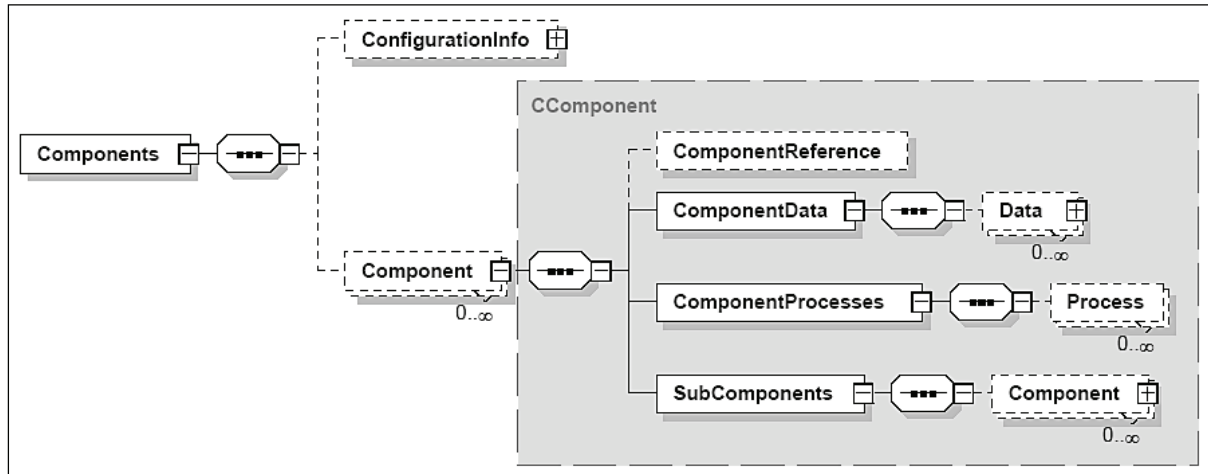 ConfigurationInfo
CComponent
Components
ComponentReference
ComponentData
Data
0..∞
Component
0..∞
ComponentProcesses
Process
0..∞
SubComponents
Component
0..∞